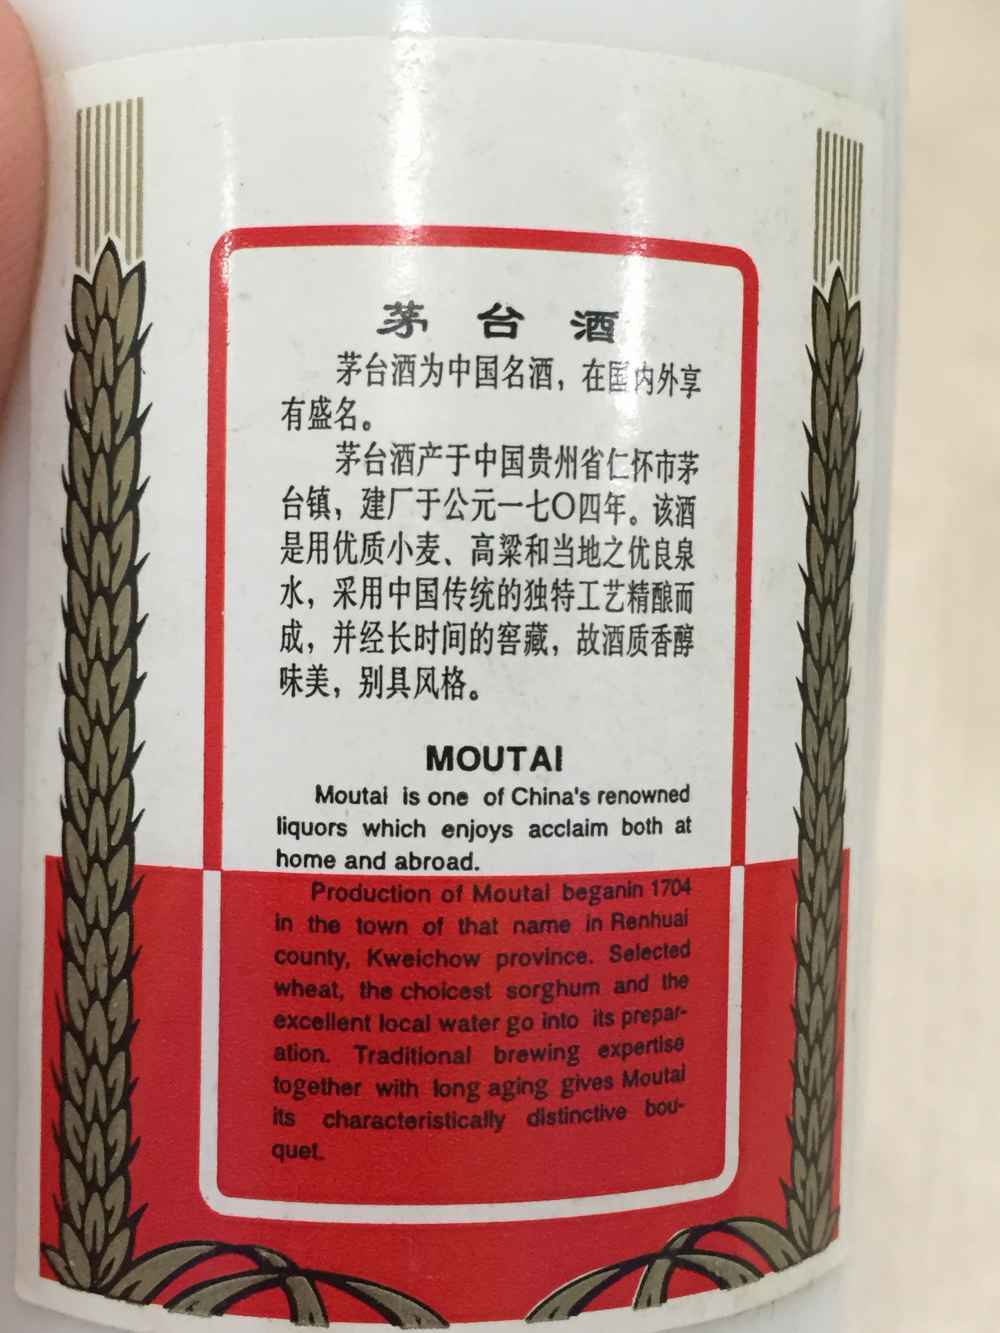 茅台酒
茅台酒为中国名酒，在国内外享
有盛名。
茅台酒产于中国贵州省仁怀市茅
台镇，建厂于公元一七〇四年。该酒
是用优质小麦、高粱和当地之优良泉
水，采用中国传统的独特工艺精酿而
成，并经长时间的窖藏，故酒质香醇
味美，别具风格。
MOUTAI
Moutai is one of China's renowned
liquors which enjoys acclaim both at
home and abroad.
Production of Moutai beganin 1704
in the town of that name in Renhuai
county, Kweichow province. Selected
wheat, the choicest sorghum and the
excellent local water go into its prepar-
ation. Traditional brewing expertise
together with long aging gives Moutai
its characteristically distinctive bou-
quet.